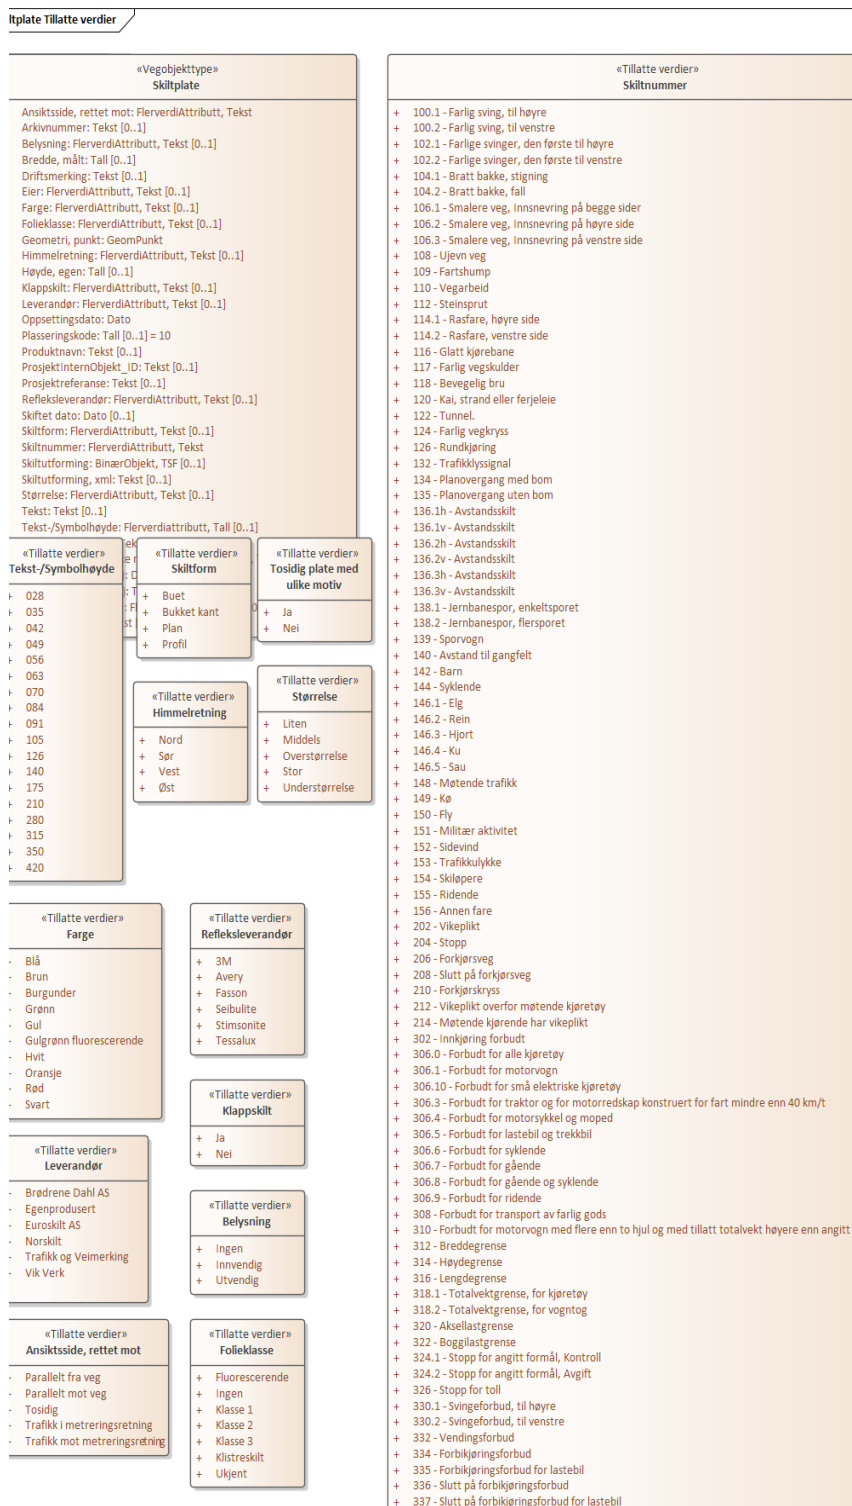 ltplate Tillatte verdier
«Vegobjekttype»
Skiltplate
Ansiktsside, rettet mot: FlerverdiAttributt, Tekst
Arkivnummer: Tekst [0..1]
Belysning: FlerverdiAttributt, Tekst [0..1]
Bredde, målt: Tall [0..1]
Driftsmerking: Tekst [0..1]
Eier: FlerverdiAttributt, Tekst [0..1]
Farge: FlerverdiAttributt, Tekst [0..1]
Folieklasse: FlerverdiAttributt, Tekst [0..1]
Geometri, punkt: GeomPunkt
Himmelretning: FlerverdiAttributt, Tekst [0..1]
Høyde, egen: Tall [0..1]
Klappskilt: FlerverdiAttributt, Tekst [0..1]
Leverandør: FlerverdiAttributt, Tekst [0..1]
Oppsettingsdato: Dato
Plasseringskode: Tall [0..1] = 10
Produktnavn: Tekst [0..1]
ProsjektInternObjekt_ID: Tekst [0..1]
Prosjektreferanse: Tekst [0..1]
Refleksleverandør: FlerverdiAttributt, Tekst [0..1]
Skiftet dato: Dato [0..1]
Skiltform: FlerverdiAttributt, Tekst [0..1]
Skiltnummer: FlerverdiAttributt, Tekst
Skiltutforming: BinærObjekt, TSF [0..1]
Skiltutforming, xml: Tekst [0..1]
Størrelse: FlerverdiAttributt, Tekst [0..1]
Tekst: Tekst [0..1]
Tekst-/Symbolhøyde: Flerverdiattributt, Tall [0..1]
«Tillatte verdier»
Tekst-/Symbolhøyde
+ 028
+ 035
+ 042
+ 049
+ 056
+ 063
+ 070
+ 084
+ 091
+ 105
+ 126
+ 140
+ 175
+ 210
+ 280
+ 315
+ 350
+ 420
«Tillatte verdier»
Skiltform
+ Buet
+ Bukket kant
+ Plan
+ Profil
«Tillatte verdier»
Tosidig plate med
ulike motiv
+ Ja
+ Nei
«Tillatte verdier»
Himmelretning
+ Nord
+ Sør
+ Vest
+ Øst
«Tillatte verdier»
Størrelse
+ Liten
+ Middels
+ Overstørrelse
+ Stor
+ Understørrelse
«Tillatte verdier»
Farge
Blå
Brun
Burgunder
Grønn
Gul
Gulgrønn fluorescerende
Hvit
Oransje
Rød
Svart
«Tillatte verdier»
Refleksleverandør
+ 3M
+ Avery
+ Fasson
+ Seibulite
+ Stimsonite
+ Tessalux
«Tillatte verdier»
Klappskilt
+ Ja
+ Nei
«Tillatte verdier»
Leverandør
Brødrene Dahl AS
Egenprodusert
Euroskilt AS
Norskilt
Trafikk og Veimerking
Vik Verk
«Tillatte verdier»
Belysning
+ Ingen
+ Innvendig
+ Utvendig
«Tillatte verdier»
Ansiktsside, rettet mot
Parallelt fra veg
Parallelt mot veg
Tosidig
Trafikk i metreringsretning
Trafikk mot metreringsretning
«Tillatte verdier»
Folieklasse
+ Fluorescerende
+ Ingen
+ Klasse 1
+ Klasse 2
+ Klasse 3
+ Klistreskilt
+ Ukjent
«Tillatte verdier»
Skiltnummer
+ 100.1 - Farlig sving, til høyre
+ 100.2 - Farlig sving, til venstre
+ 102.1 - Farlige svinger, den første til høyre
+ 102.2 - Farlige svinger, den første til venstre
+ 104.1 - Bratt bakke, stigning
+ 104.2 - Bratt bakke, fall
+ 106.1 - Smalere veg, Innsnevring på begge sider
+ 106.2 - Smalere veg, Innsnevring på høyre side
+ 106.3 - Smalere veg, Innsnevring på venstre side
+ 108 - Ujevn veg
+ 109 - Fartshump
+ 110 - Vegarbeid
+ 112 - Steinsprut
+ 114.1 - Rasfare, høyre side
+ 114.2 - Rasfare, venstre side
+ 116 - Glatt kjørebane
+ 117 - Farlig vegskulder
+ 118 - Bevegelig bru
+ 120 - Kai, strand eller ferjeleie
+ 122 - Tunnel.
+ 124 - Farlig vegkryss
+ 126 - Rundkjøring
+ 132 - Trafikklyssignal
+ 134 - Planovergang med bom
+ 135 - Planovergang uten bom
+ 136.1h - Avstandsskilt
+ 136.1v - Avstandsskilt
+ 136.2h - Avstandsskilt
+ 136.2v - Avstandsskilt
+ 136.3h - Avstandsskilt
+ 136.3v - Avstandsskilt
+ 138.1 - Jernbanespor, enkeltsporet
+ 138.2 - Jernbanespor, flersporet
+ 139 - Sporvogn
+ 140 - Avstand til gangfelt
+ 142 - Barn
+ 144 - Syklende
+ 146.1 - Elg
+ 146.2 - Rein
+ 146.3 - Hjort
+ 146.4 - Ku
+ 146.5 - Sau
+ 148 - Møtende trafikk
+ 149 - Kø
+ 150 - Fly
+ 151 - Militær aktivitet
+ 152 - Sidevind
+ 153 - Trafikkulykke
+ 154 - Skiløpere
+ 155 - Ridende
+ 156 - Annen fare
+ 202 - Vikeplikt
+ 204 - Stopp
+ 206 - Forkjørsveg
+ 208 - Slutt på forkjørsveg
+ 210 - Forkjørskryss
+ 212 - Vikeplikt overfor møtende kjøretøy
+ 214 - Møtende kjørende har vikeplikt
+ 302 - Innkjøring forbudt
+ 306.0 - Forbudt for alle kjøretøy
+ 306.1 - Forbudt for motorvogn
+ 306.10 - Forbudt for små elektriske kjøretøy
+ 306.3 - Forbudt for traktor og for motorredskap konstruert for fart mindre enn 40 km/t
+ 306.4 - Forbudt for motorsykkel og moped
+ 306.5 - Forbudt for lastebil og trekkbil
+ 306.6 - Forbudt for syklende
+ 306.7 - Forbudt for gående
+ 306.8 - Forbudt for gående og syklende
+ 306.9 - Forbudt for ridende
+ 308 - Forbudt for transport av farlig gods
+ 310 - Forbudt for motorvogn med flere enn to hjul og med tillatt totalvekt høyere enn angitt
+ 312 - Breddegrense
+ 314 - Høydegrense
+ 316 - Lengdegrense
+ 318.1 - Totalvektgrense, for kjøretøy
+ 318.2 - Totalvektgrense, for vogntog
+ 320 - Aksellastgrense
+ 322 - Boggilastgrense
+ 324.1 - Stopp for angitt formål, Kontroll
+ 324.2 - Stopp for angitt formål, Avgift
+ 326 - Stopp for toll
+ 330.1 - Svingeforbud, til høyre
+ 330.2 - Svingeforbud, til venstre
+ 332 - Vendingsforbud
+ 334 - Forbikjøringsforbud
+ 335 - Forbikjøringsforbud for lastebil
+ 336 - Slutt på forbikjøringsforbud
+ 337 - Slutt på forbikjøringsforbud for lastebil